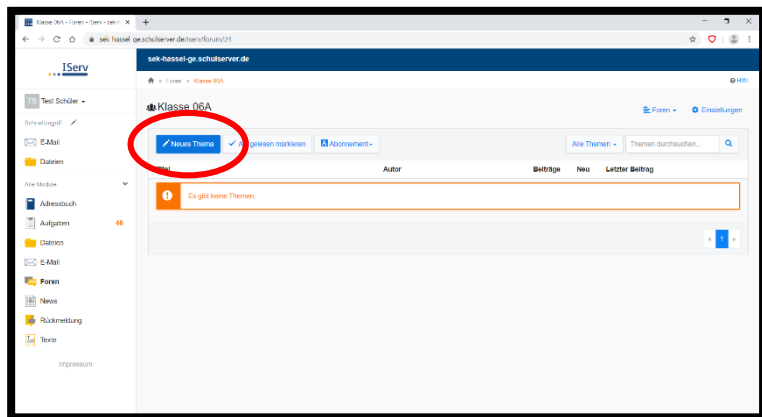 Klasse 06A - Foren - IServ - sek-
sek-hassel-ge.schulserver.de/iserv/forum/21
IServ
sek-hassel-ge.schulserver.de
Foren
Klasse 06A
Hilfe
TS Test Schüler
Klasse 06A
Foren
Einstellungen
Schnellzugriff
E-Mail
Dateien
Neues Thema
gelesen markieren
Abonnement
Alle Themen
Themen durchsuchen...
Titel Autor Beiträge Neu Letzter Beitrag
Es gibt keine Themen.
« 1 »
Alle Module
Adressbuch
Aufgaben 46
Dateien
E-Mail
Foren
News
Rückmeldung
Texte
Impressum